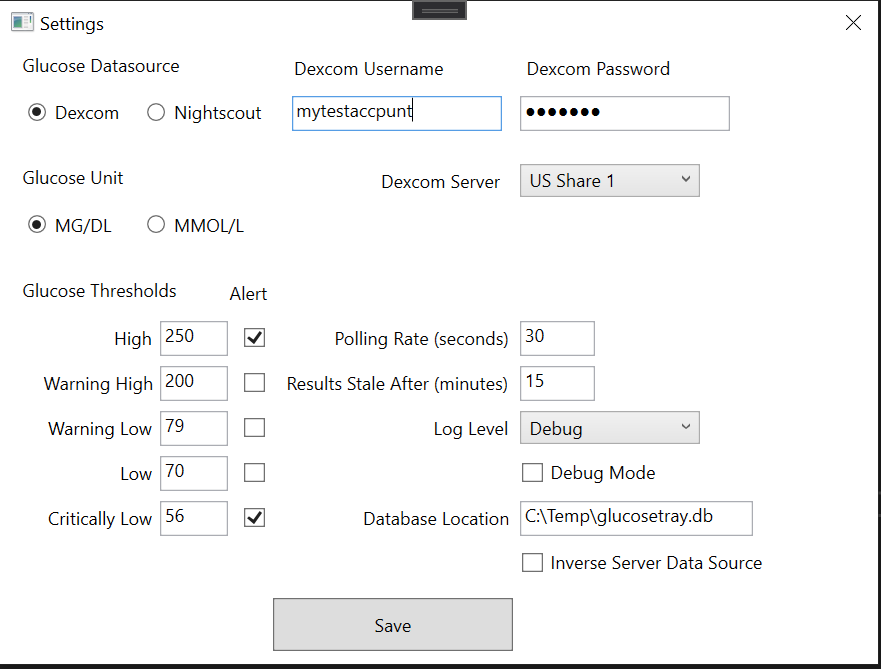 Settings
Glucose Datasource
Dexcom Username
Dexcom Password
Dexcom
Nightscout
mytestaccpunt
●●●●●●●
Glucose Unit
Dexcom Server
US Share 1
MG/DL
MMOL/L
Glucose Thresholds
Alert
High 250
Polling Rate (seconds) 30
Warning High 200
Results Stale After (minutes) 15
Warning Low 79
Log Level Debug
Low 70
Debug Mode
Critically Low 56
Database Location C:\Temp\glucosetray.db
Inverse Server Data Source
Save